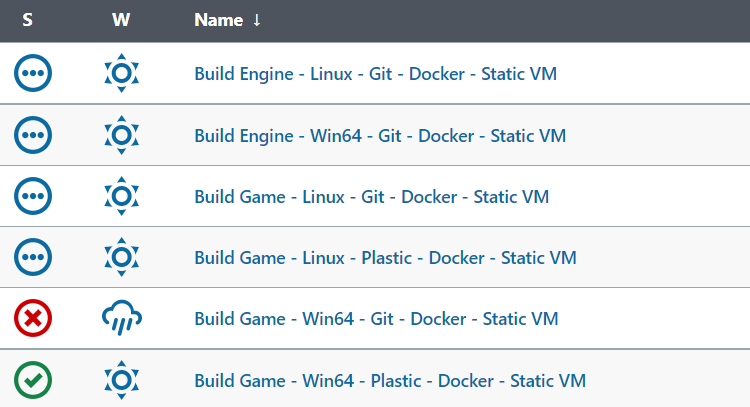 S W Name ↓
Build Engine - Linux - Git - Docker - Static VM
Build Engine - Win64 - Git - Docker - Static VM
Build Game - Linux - Git - Docker - Static VM
Build Game - Linux - Plastic - Docker - Static VM
Build Game - Win64 - Git - Docker - Static VM
Build Game - Win64 - Plastic - Docker - Static VM